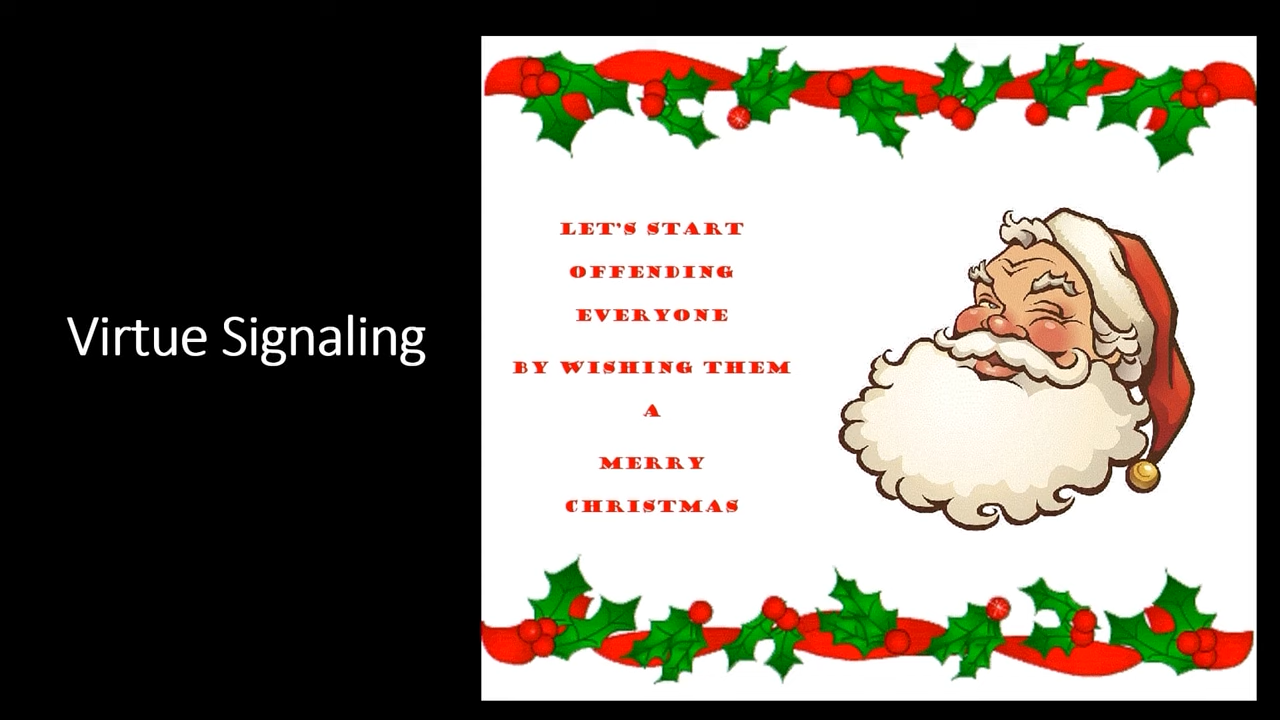 Virtue Signaling
LET'S START
OFFENDING
EVERYONE
BY WISHING THEM
A
MERRY
CHRISTMAS